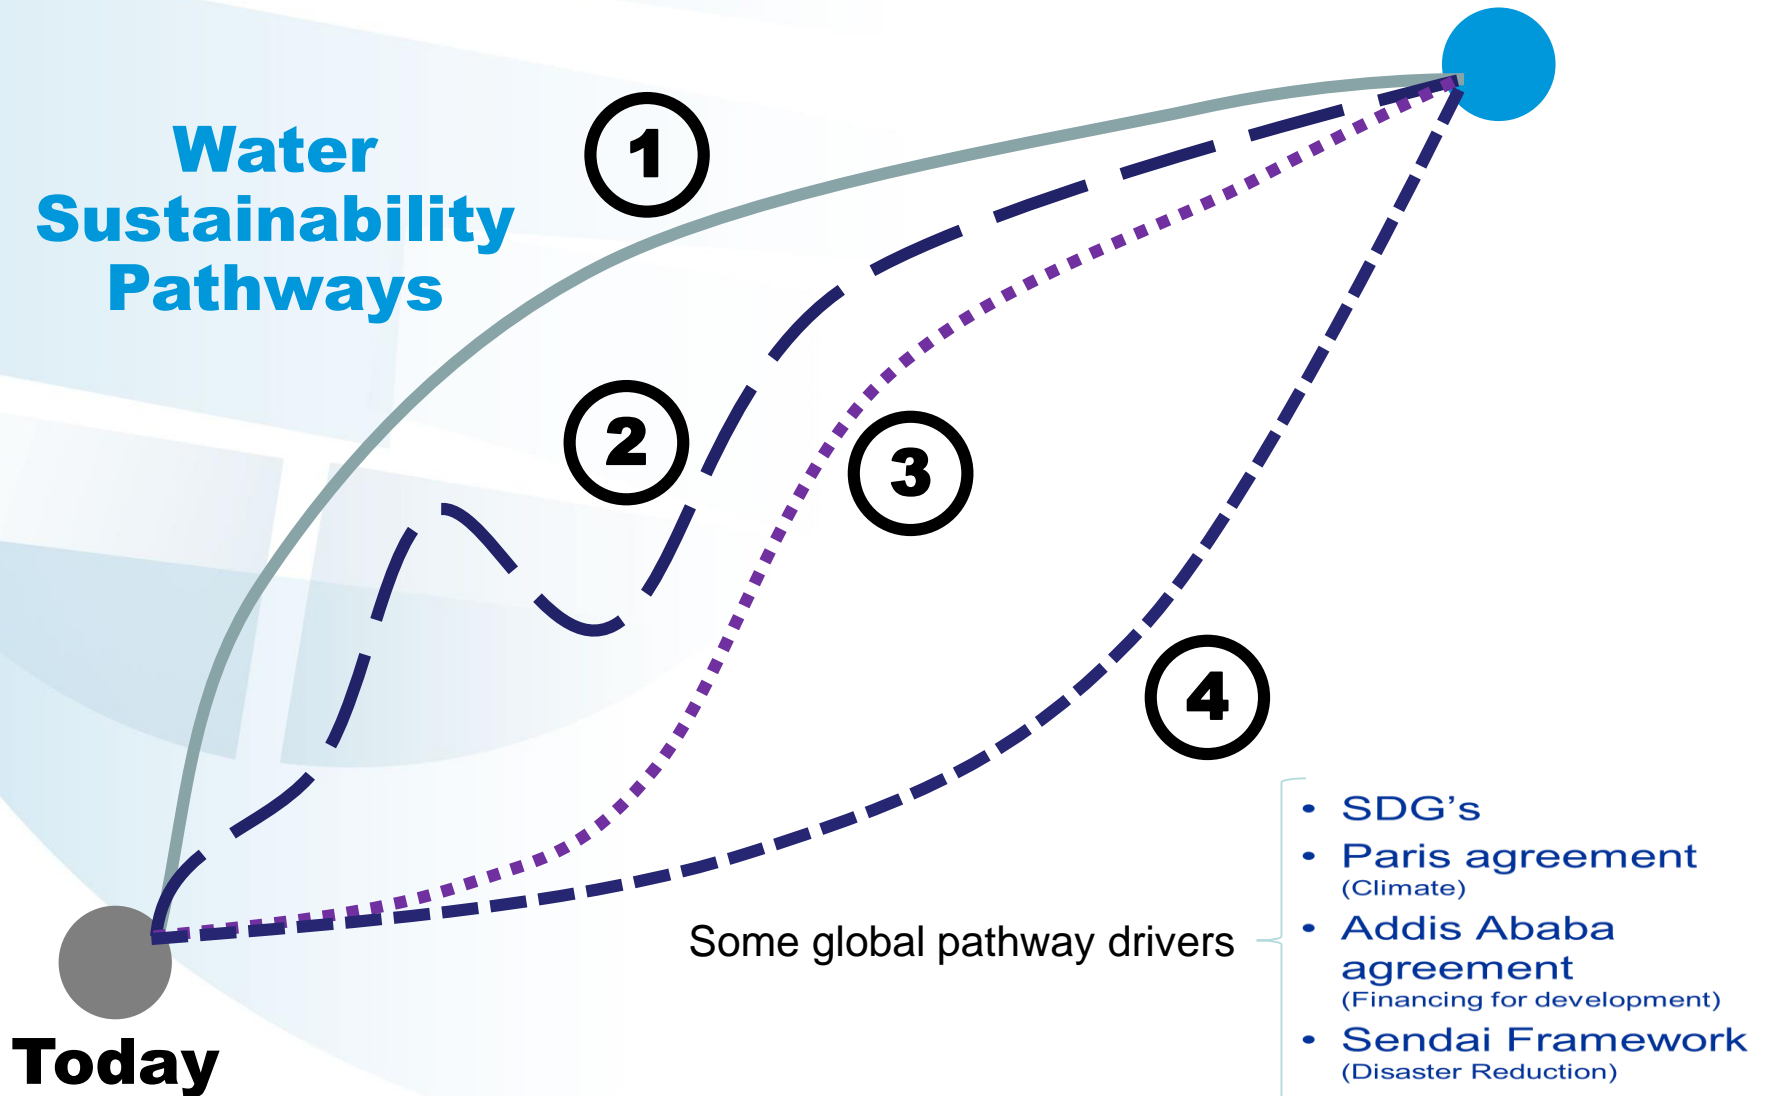 Water
Sustainability
Pathways
1
2
3
4
Today
Some global pathway drivers
• SDG's
• Paris agreement
(Climate)
• Addis Ababa
agreement
(Financing for development)
• Sendai Framework
(Disaster Reduction)